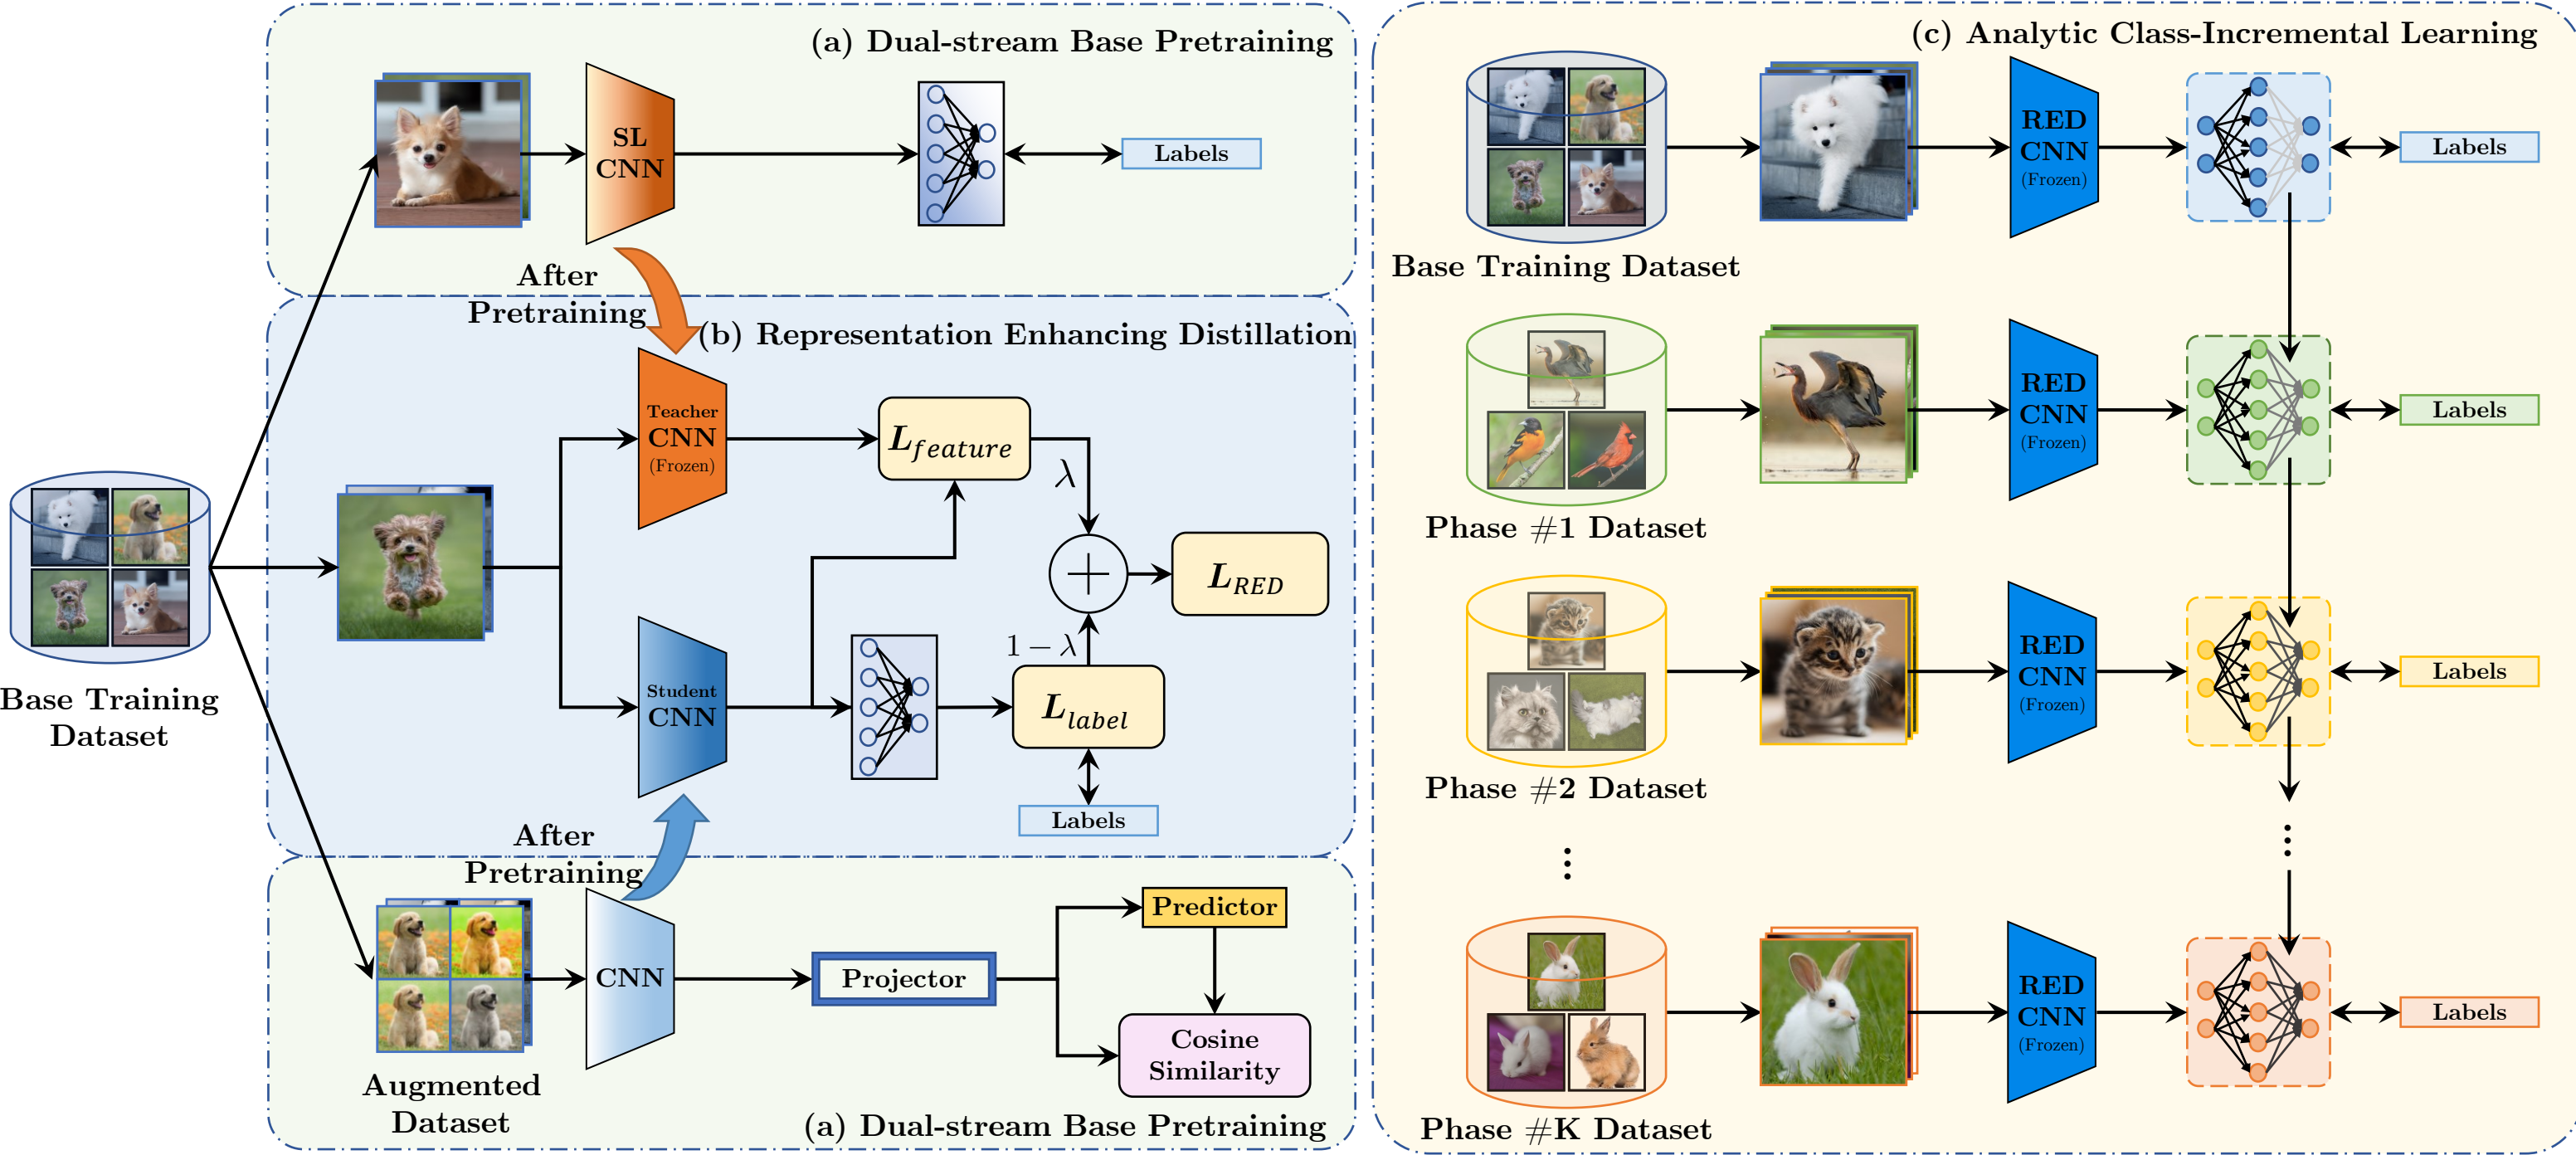 (a) Dual-stream Base Pretraining
SL
CNN
Labels
After
Pretraining
(b) Representation Enhancing Distillation
Teacher
CNN
(Frozen)
L_feature
λ
L_RED
1 − λ
Student
CNN
L_label
Labels
Base Training
Dataset
After
Pretraining
CNN
Projector
Predictor
Cosine
Similarity
Augmented
Dataset
(a) Dual-stream Base Pretraining
(c) Analytic Class-Incremental Learning
RED
CNN
(Frozen)
Labels
Base Training Dataset
RED
CNN
(Frozen)
Labels
Phase #1 Dataset
RED
CNN
(Frozen)
Labels
Phase #2 Dataset
RED
CNN
(Frozen)
Labels
Phase #K Dataset